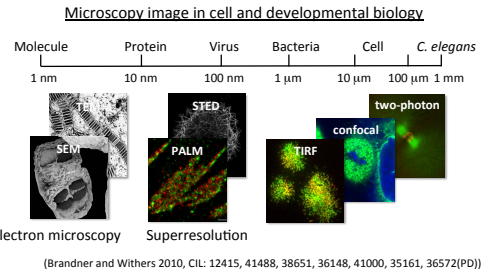 Microscopy image in cell and developmental biology
Molecule Protein Virus Bacteria Cell C. elegans
1 nm 10 nm 100 nm 1 μm 10 μm 100 μm 1 mm
TEM STED two-photon
SEM PALM TIRF confocal
lectron microscopy Superresolution
(Brandner and Withers 2010, CIL: 12415, 41488, 38651, 36148, 41000, 35161, 36572(PD))